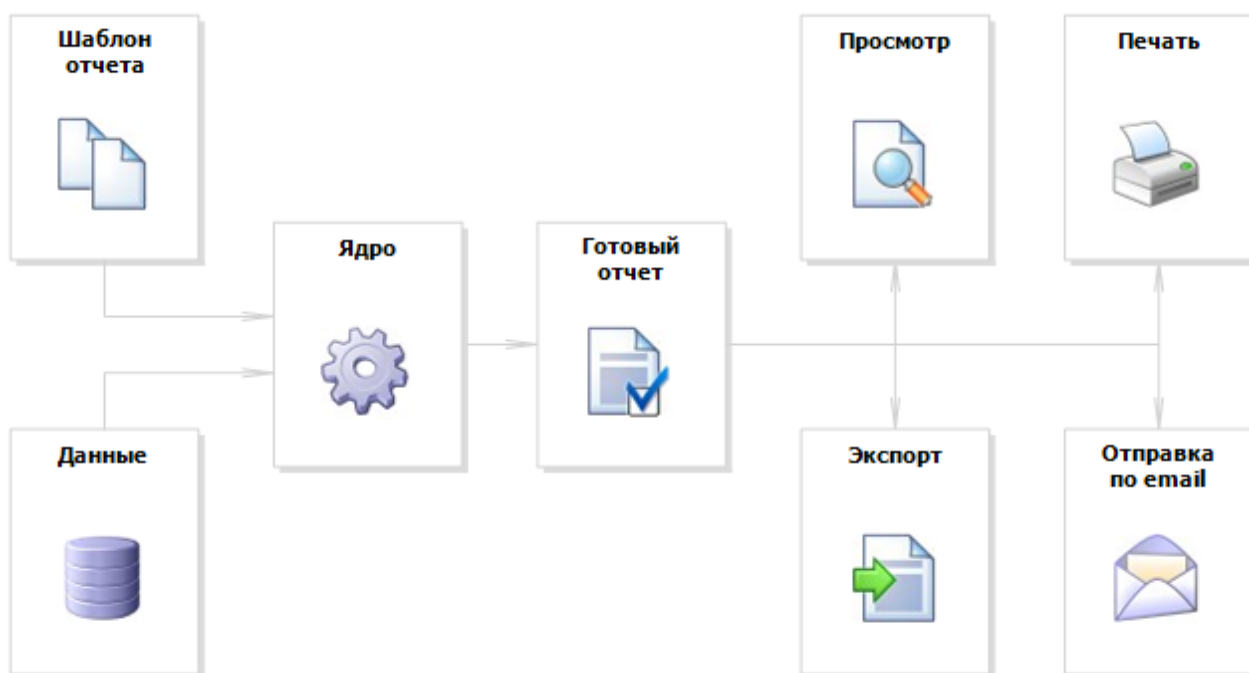 Шаблон
отчета
Просмотр
Печать
Ядро
Готовый
отчет
Данные
Экспорт
Отправка
по email